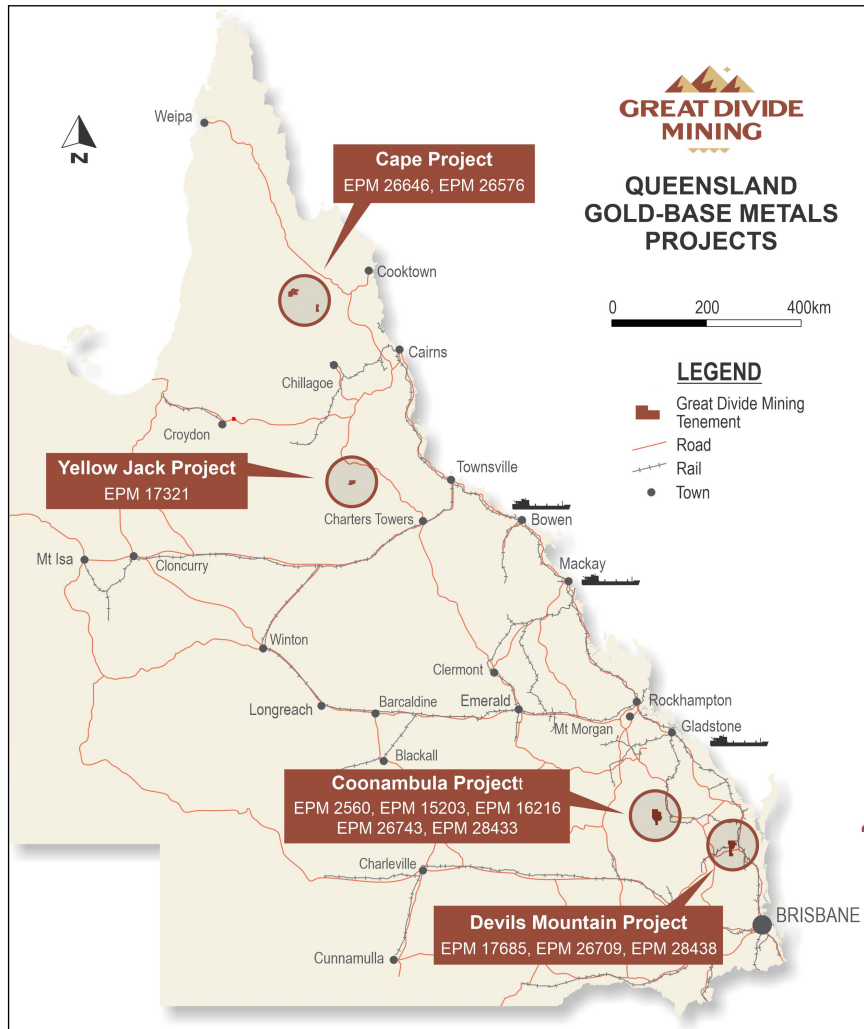 GREAT DIVIDE
MINING
QUEENSLAND
GOLD-BASE METALS
PROJECTS
0 200 400km
LEGEND
Great Divide Mining
Tenement
Road
Rail
Town
N
Weipa
Cape Project
EPM 26646, EPM 26576
Cooktown
Cairns
Chillagoe
Croydon
Yellow Jack Project
EPM 17321
Townsville
Charters Towers
Bowen
Mt Isa
Cloncurry
Mackay
Winton
Clermont
Longreach
Barcaldine
Emerald
Rockhampton
Mt Morgan
Gladstone
Blackall
Coonambula Projectt
EPM 2560, EPM 15203, EPM 16216
EPM 26743, EPM 28433
Charleville
Devils Mountain Project
EPM 17685, EPM 26709, EPM 28438
BRISBANE
Cunnamulla